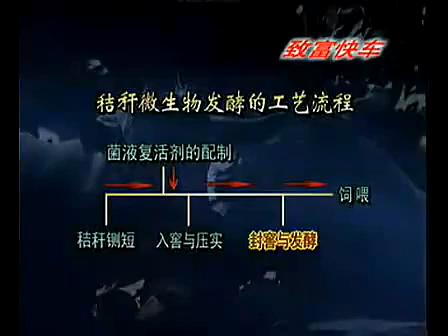 致富快车
秸秆微生物发酵的工艺流程
菌液复活剂的配制
饲喂
秸秆铡短
入窖与压实
封窖与发酵